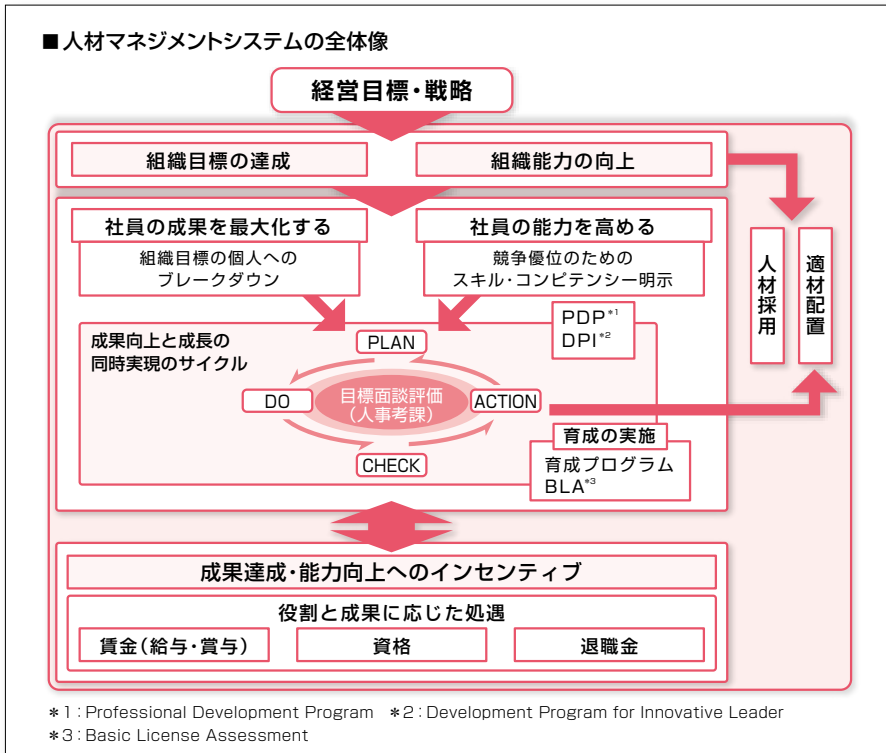 ■人材マネジメントシステムの全体像
経営目標・戦略
組織目標の達成
組織能力の向上
社員の成果を最大化する
組織目標の個人への
ブレークダウン
社員の能力を高める
競争優位のための
スキル・コンピテンシー明示
人材採用
適材配置
PDP*1
DPI*2
成果向上と成長の
同時実現のサイクル
PLAN
DO
目標面談評価
(人事考課)
ACTION
CHECK
育成の実施
育成プログラム
BLA*3
成果達成・能力向上へのインセンティブ
役割と成果に応じた処遇
賃金(給与・賞与)
資格
退職金
*1:Professional Development Program *2:Development Program for Innovative Leader
*3:Basic License Assessment